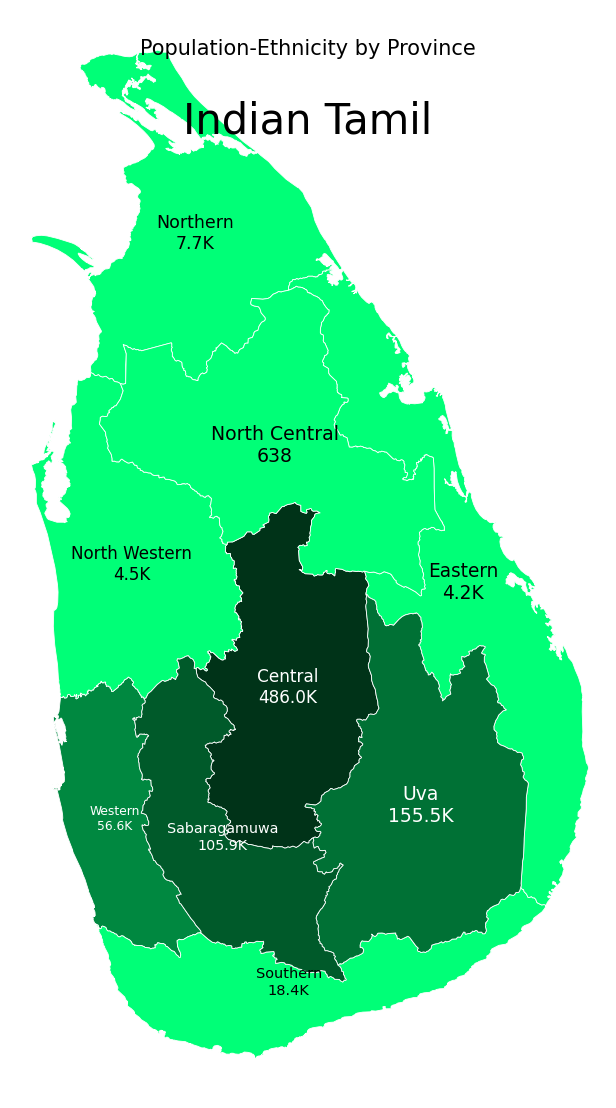 Population-Ethnicity by Province
Indian Tamil
Northern
7.7K
North Central
638
North Western
4.5K
Eastern
4.2K
Central
486.0K
Uva
155.5K
Western
56.6K
Sabaragamuwa
105.9K
Southern
18.4K